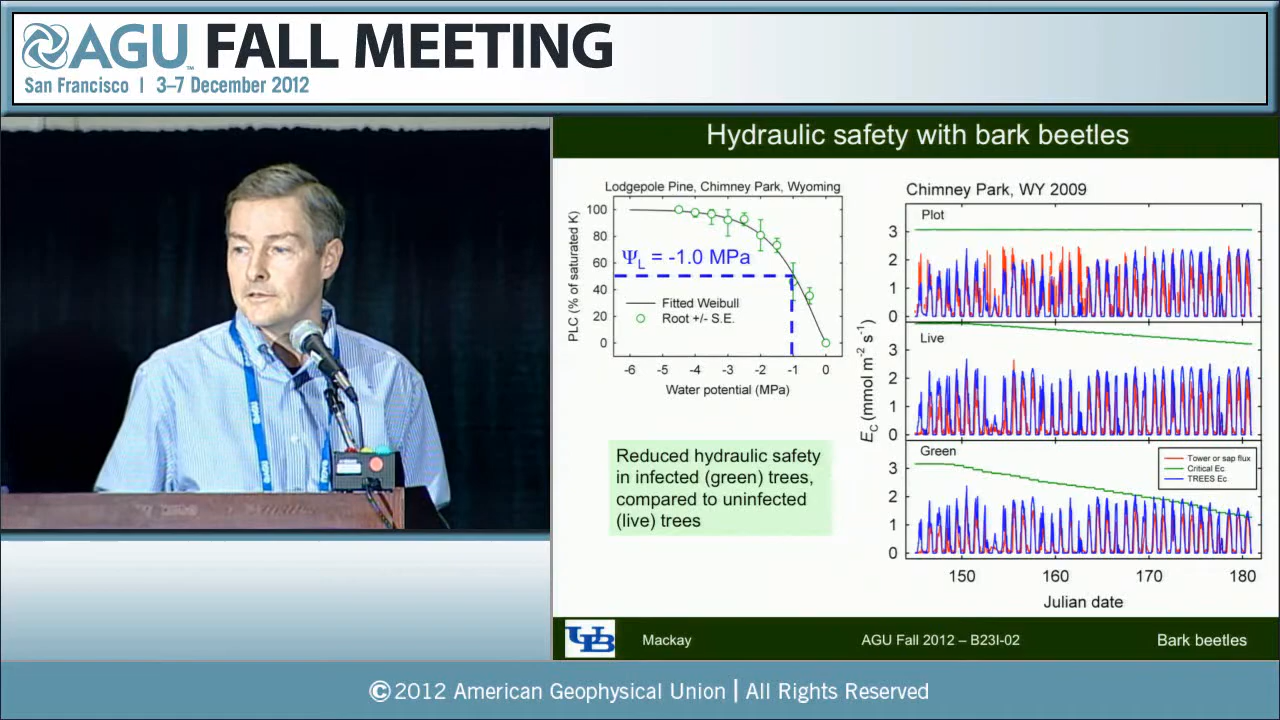 AGU FALL MEETING
San Francisco | 3–7 December 2012
Hydraulic safety with bark beetles
Lodgepole Pine, Chimney Park, Wyoming
PLC (% of saturated K)
100
80
60
40
20
0
ΨL = -1.0 MPa
Fitted Weibull
Root +/- S.E.
-6 -5 -4 -3 -2 -1 0
Water potential (MPa)
Reduced hydraulic safety
in infected (green) trees,
compared to uninfected
(live) trees
Chimney Park, WY 2009
EC (mmol m-2 s-1)
Plot
3
2
1
0
Live
3
2
1
0
Green
3
2
1
0
Tower or sap flux
Critical Ec
TREES Ec
150 160 170 180
Julian date
UB
Mackay
AGU Fall 2012 – B23I-02
Bark beetles
©2012 American Geophysical Union | All Rights Reserved